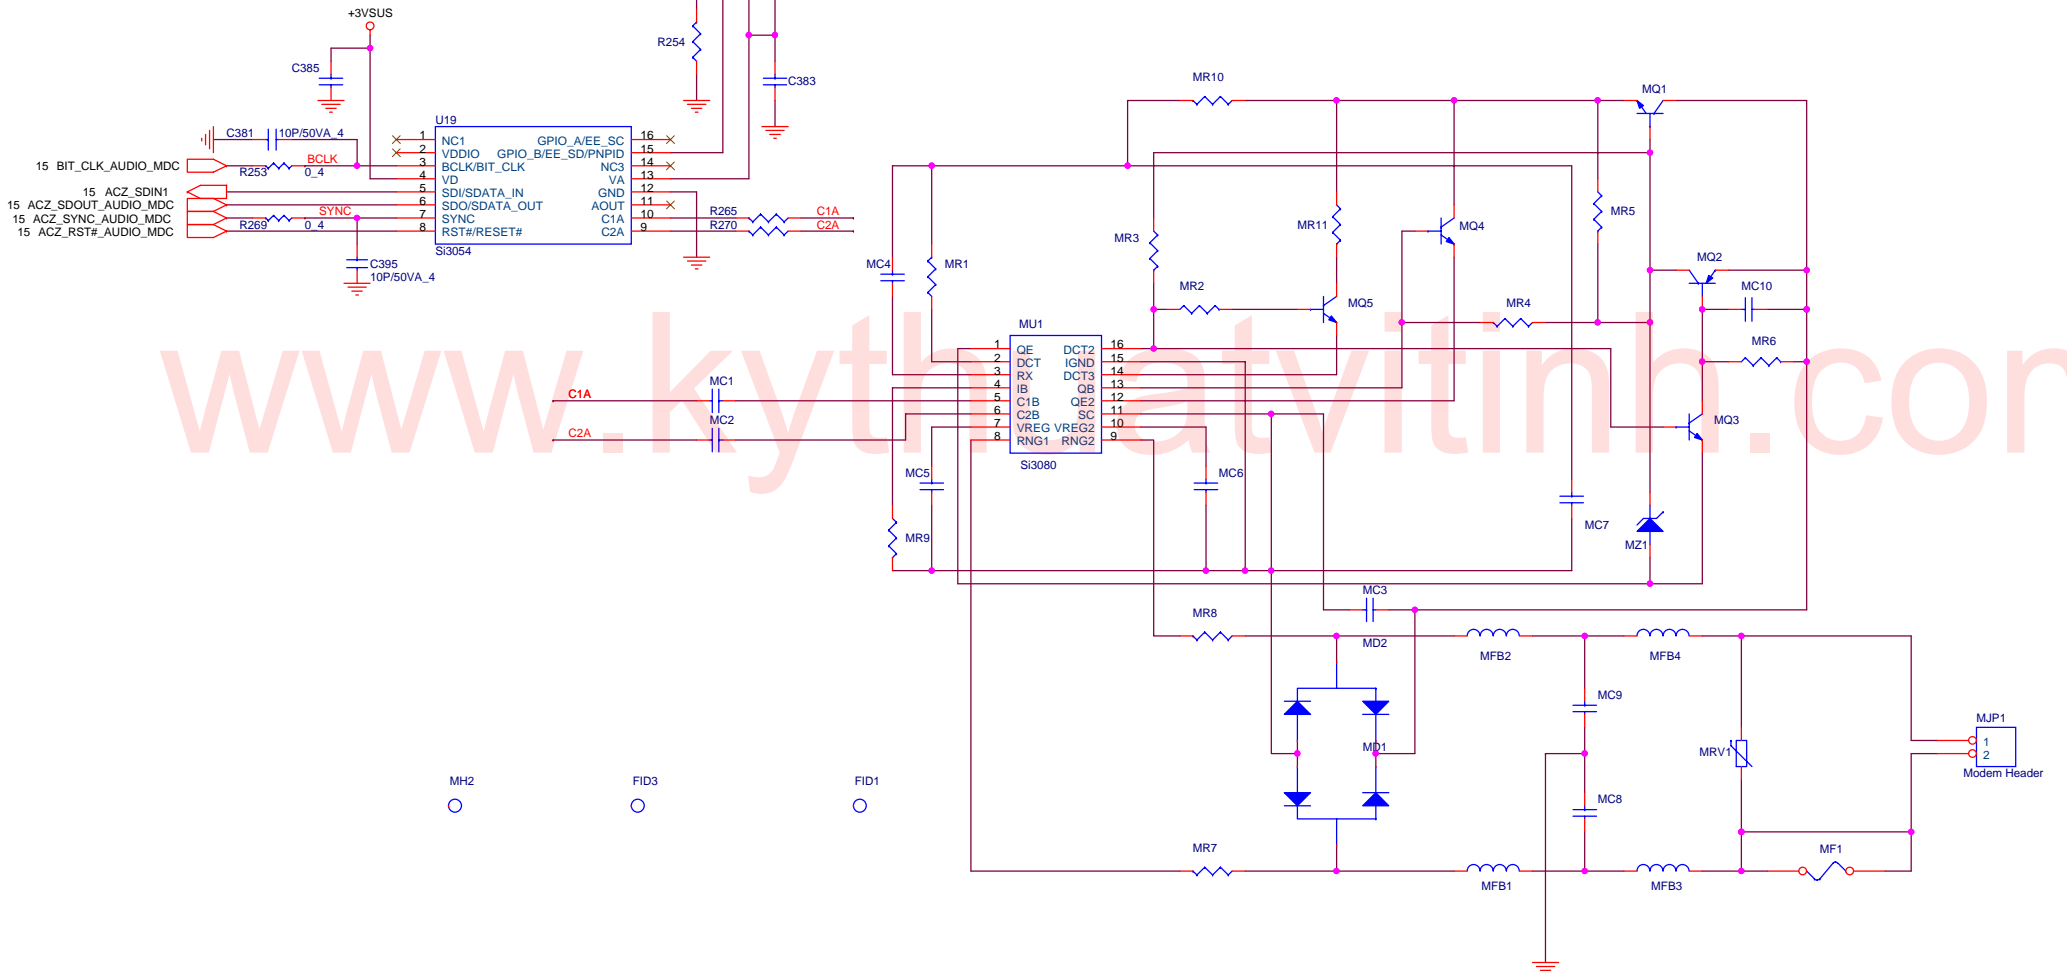 +3VSUS
R254
C385
C383
MR10
MQ1
U19
C381
10P/50VA_4
1 NC1 GPIO_A/EE_SC 16
2 VDDIO GPIO_B/EE_SD/PNPID 15
15 BIT_CLK_AUDIO_MDC R253 BCLK 0_4 3 BCLK/BIT_CLK NC3 14
4 VD VA 13
15 ACZ_SDIN1 5 SDI/SDATA_IN GND 12
15 ACZ_SDOUT_AUDIO_MDC 6 SDO/SDATA_OUT AOUT 11
15 ACZ_SYNC_AUDIO_MDC SYNC 7 SYNC C1A 10 R265 C1A
15 ACZ_RST#_AUDIO_MDC R269 0_4 8 RST#/RESET# C2A 9 R270 C2A
Si3054
C395
10P/50VA_4
MR5
MR11
MQ4
MR3
MC4
MR1
MQ2
MR2
MQ5
MR4
MC10
MR6
MU1
www.kythuatvitinh.com
1 QE DCT2 16
2 DCT IGND 15
3 RX DCT3 14
4 IB QB 13
5 C1B QE2 12
6 C2B SC 11
7 VREG VREG2 10
8 RNG1 RNG2 9
Si3080
C1A MC1
C2A MC2
MQ3
MC5
MC6
MC7
MR9
MZ1
MC3
MR8
MD2
MFB2
MFB4
MC9
MJP1
1
2
Modem Header
MD1
MRV1
MH2
FID3
FID1
MC8
MR7
MFB1
MFB3
MF1